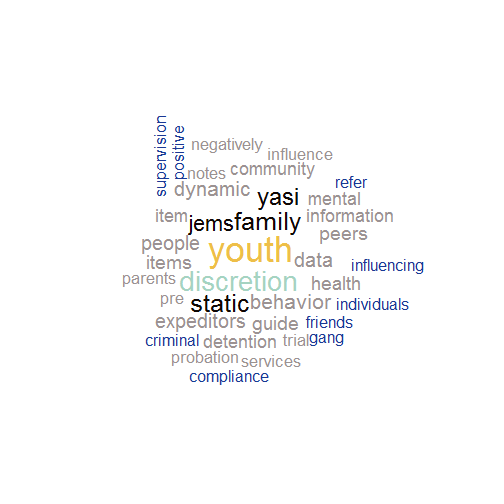 supervision
positive
negatively
influence
notes
community
refer
dynamic
yasi
mental
item
jems
family
information
people
youth
peers
items
data
influencing
parents
discretion
health
pre
static
behavior
individuals
expeditors
guide
friends
criminal
detention
trial
gang
probation
services
compliance